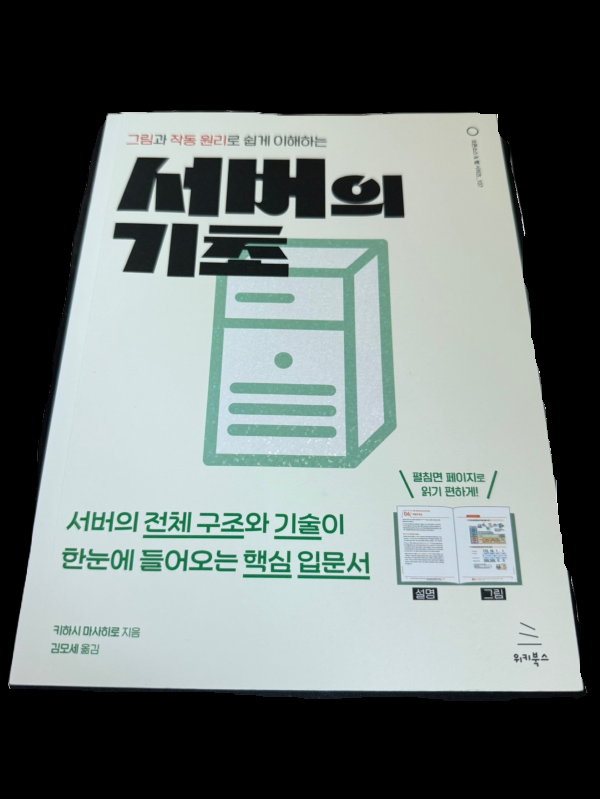 그림과 작동 원리로 쉽게 이해하는
서버의
기초
펼침면 페이지로
읽기 편하게!
서버의 전체 구조와 기술이
한눈에 들어오는 핵심 입문서
설명 그림
키하시 마사히로 지음
김모세 옮김
위키북스